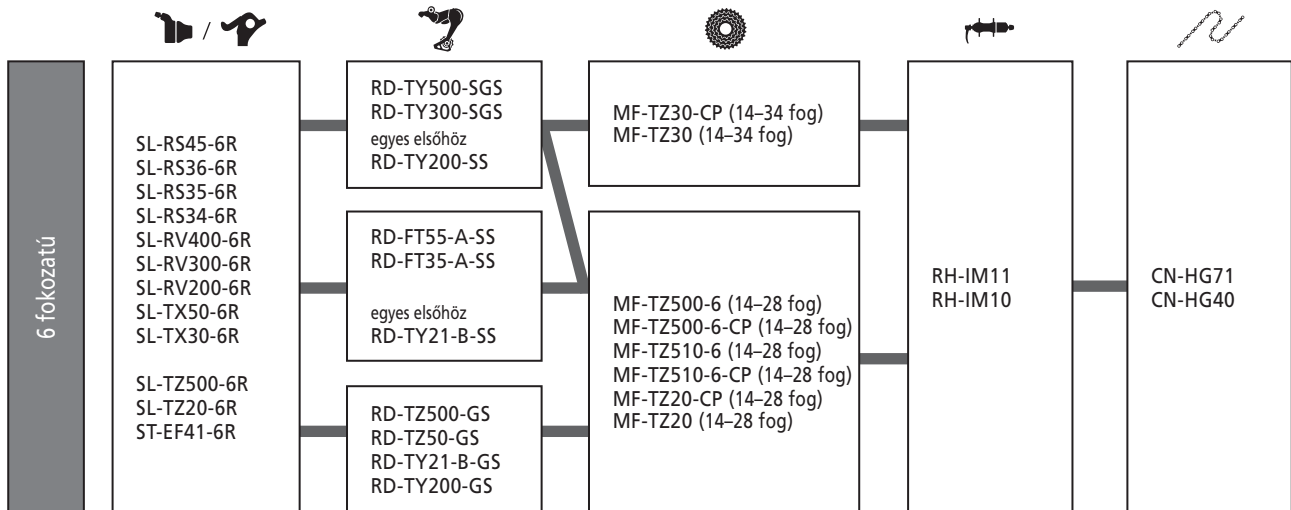 /
6 fokozatú
SL-RS45-6R
SL-RS36-6R
SL-RS35-6R
SL-RS34-6R
SL-RV400-6R
SL-RV300-6R
SL-RV200-6R
SL-TX50-6R
SL-TX30-6R
SL-TZ500-6R
SL-TZ20-6R
ST-EF41-6R
RD-TY500-SGS
RD-TY300-SGS
egyes elsőhöz
RD-TY200-SS
RD-FT55-A-SS
RD-FT35-A-SS
egyes elsőhöz
RD-TY21-B-SS
RD-TZ500-GS
RD-TZ50-GS
RD-TY21-B-GS
RD-TY200-GS
MF-TZ30-CP (14–34 fog)
MF-TZ30 (14–34 fog)
MF-TZ500-6 (14–28 fog)
MF-TZ500-6-CP (14–28 fog)
MF-TZ510-6 (14–28 fog)
MF-TZ510-6-CP (14–28 fog)
MF-TZ20-CP (14–28 fog)
MF-TZ20 (14–28 fog)
RH-IM11
RH-IM10
CN-HG71
CN-HG40